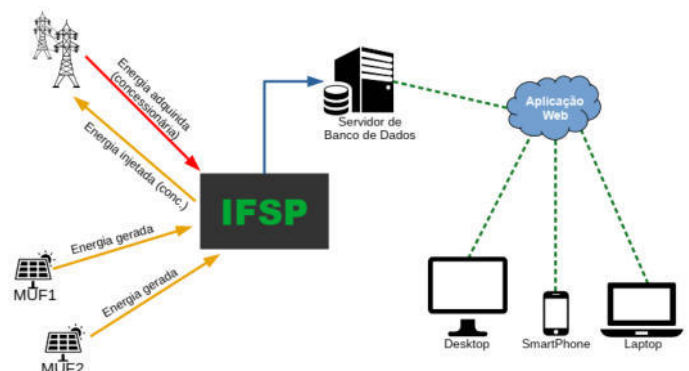 Energia adquirida
(concessionária)
Energia injetada (conc.)
Servidor de
Banco de Dados
Aplicação
Web
IFSP
Energia gerada
MUF1
Energia gerada
MUF2
Desktop
SmartPhone
Laptop